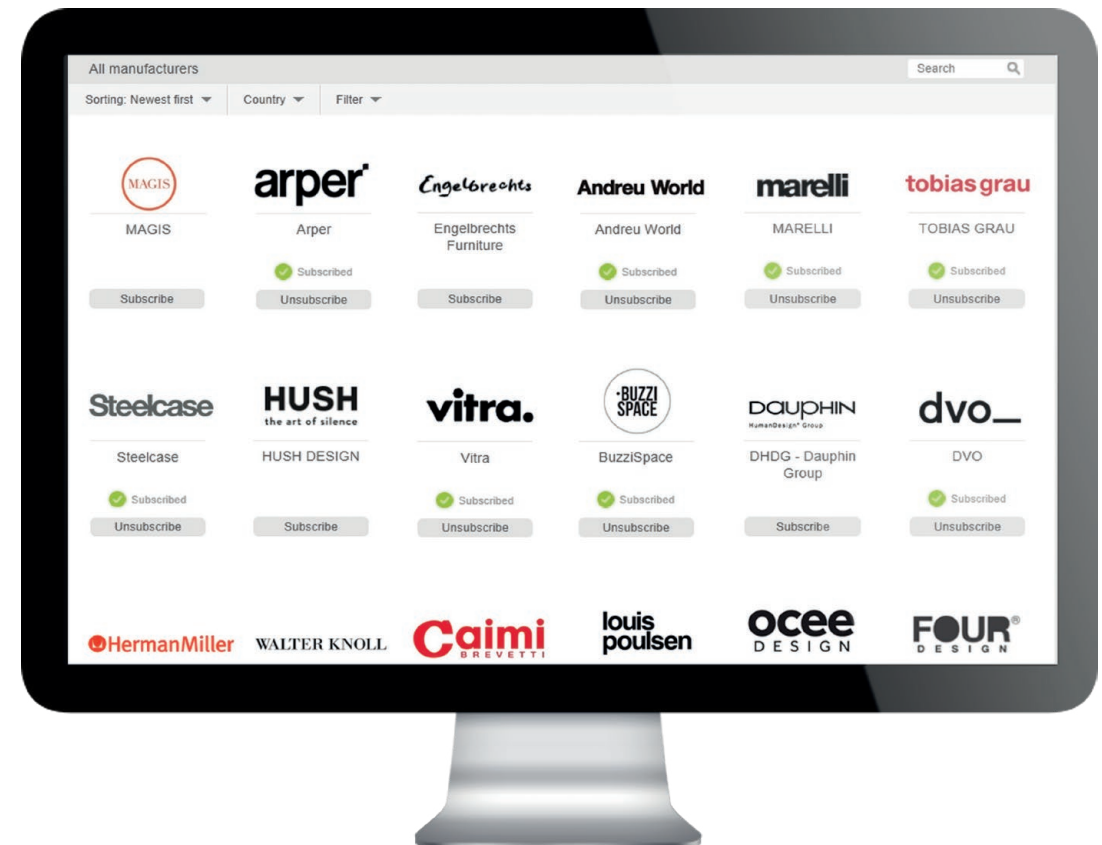 All manufacturers
Search
Sorting: Newest first
Country
Filter
MAGIS
arper
Engelbrechts
Andreu World
marelli
tobias grau
MAGIS
Arper
Engelbrechts
Furniture
Andreu World
MARELLI
TOBIAS GRAU
Subscribed
Subscribed
Subscribed
Subscribed
Subscribe
Unsubscribe
Subscribe
Unsubscribe
Unsubscribe
Unsubscribe
Steelcase
HUSH
the art of silence
vitra.
·BUZZI
SPACE
DAUPHIN
HumanDesign® Group
dvo_
Steelcase
HUSH DESIGN
Vitra
BuzziSpace
DHDG - Dauphin
Group
DVO
Subscribed
Subscribed
Subscribed
Subscribed
Unsubscribe
Subscribe
Unsubscribe
Unsubscribe
Subscribe
Unsubscribe
HermanMiller
WALTER KNOLL
Caimi
BREVETTI
louis
poulsen
ocee
DESIGN
FOUR®
DESIGN